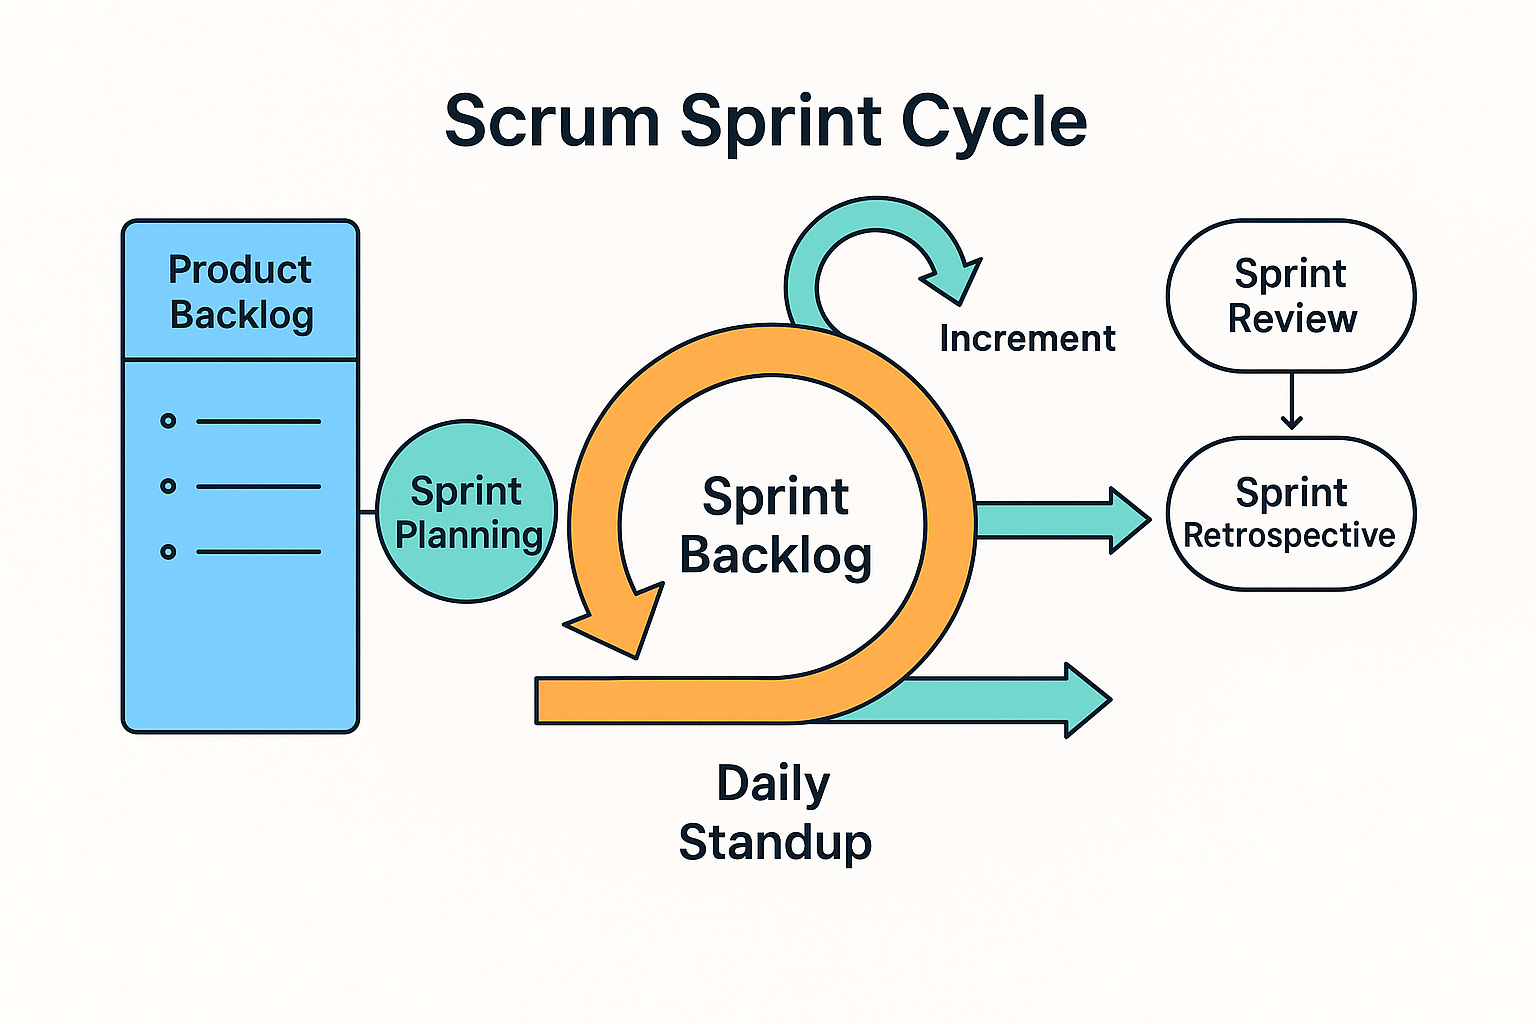 Scrum Sprint Cycle
Product
Backlog
Sprint
Planning
Sprint
Backlog
Increment
Daily
Standup
Sprint
Review
Sprint
Retrospective